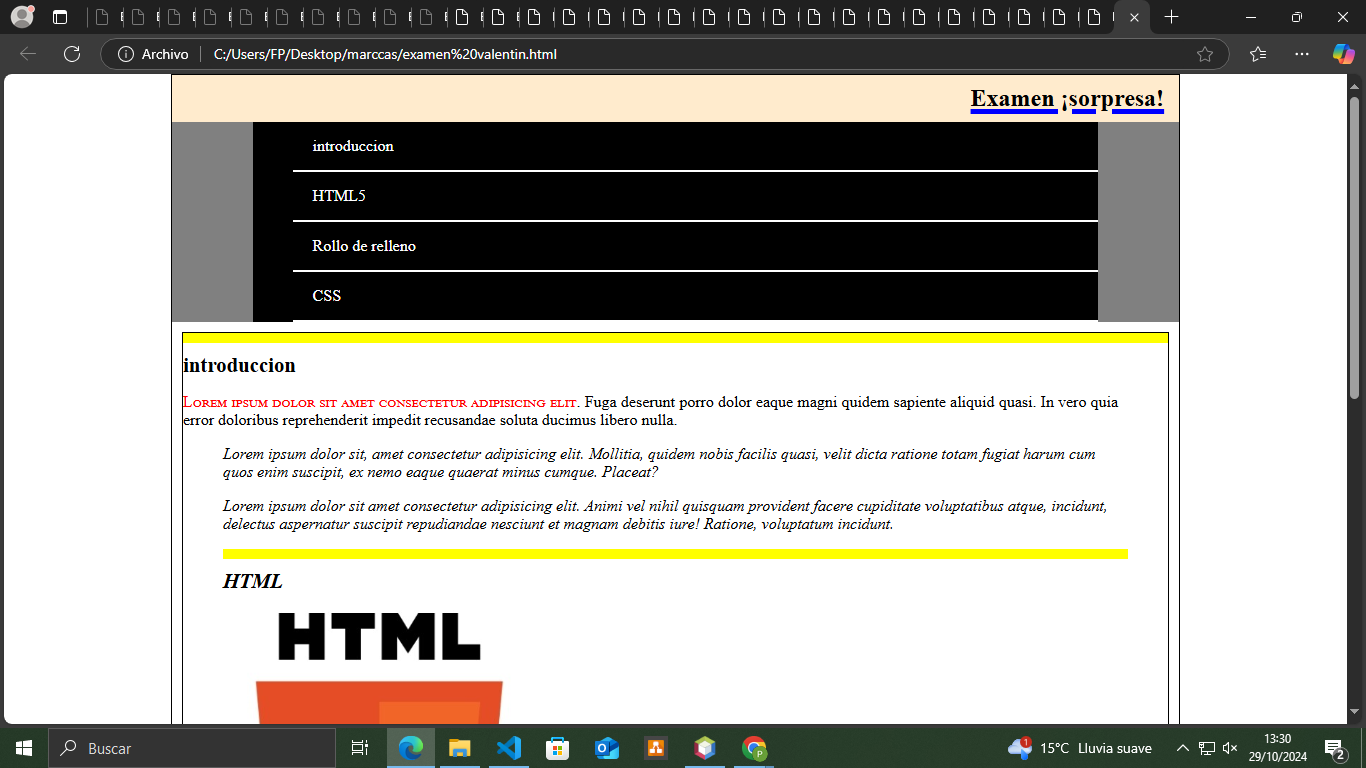 Archivo
C:/Users/FP/Desktop/marccas/examen%20valentin.html
Examen ¡sorpresa!
introduccion
HTML5
Rollo de relleno
CSS
introduccion
Lorem ipsum dolor sit amet consectetur adipisicing elit. Fuga deserunt porro dolor eaque magni quidem sapiente aliquid quasi. In vero quia
error doloribus reprehenderit impedit recusandae soluta ducimus libero nulla.
Lorem ipsum dolor sit, amet consectetur adipisicing elit. Mollitia, quidem nobis facilis quasi, velit dicta ratione totam fugiat harum cum
quos enim suscipit, ex nemo eaque quaerat minus cumque. Placeat?
Lorem ipsum dolor sit amet consectetur adipisicing elit. Animi vel nihil quisquam provident facere cupiditate voluptatibus atque, incidunt,
delectus aspernatur suscipit repudiandae nesciunt et magnam debitis iure! Ratione, voluptatum incidunt.
HTML
HTML
Buscar
P
1
15°C Lluvia suave
13:30
29/10/2024
2